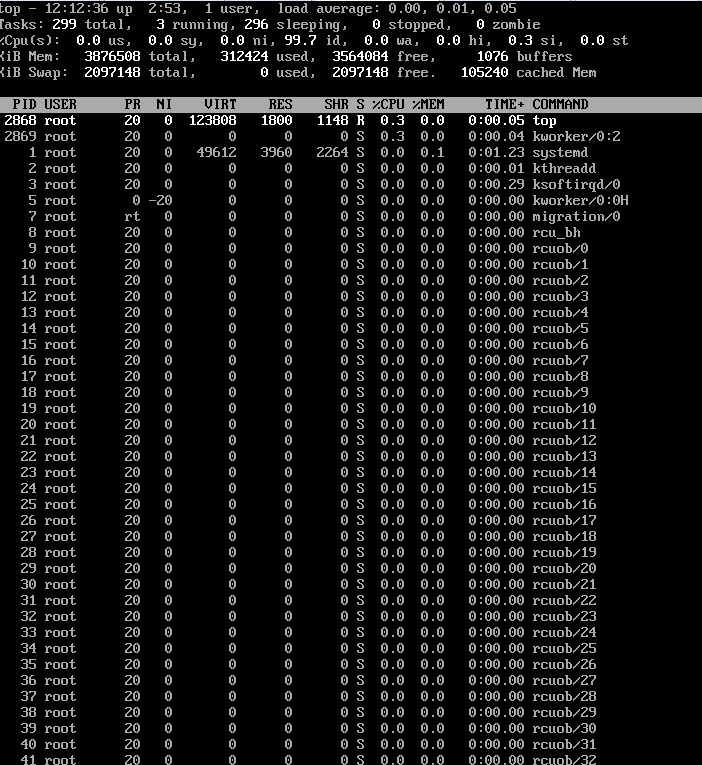 top - 12:12:36 up  2:53,  1 user,  load average: 0.00, 0.01, 0.05
Tasks: 299 total,   3 running, 296 sleeping,   0 stopped,   0 zombie
%Cpu(s):  0.0 us,  0.0 sy,  0.0 ni, 99.7 id,  0.0 wa,  0.0 hi,  0.3 si,  0.0 st
KiB Mem:   3876508 total,   312424 used,  3564084 free,     1076 buffers
KiB Swap:  2097148 total,        0 used,  2097148 free.   105240 cached Mem
PID USER      PR  NI    VIRT    RES    SHR S %CPU %MEM     TIME+ COMMAND
2868 root      20   0  123808   1800   1148 R  0.3  0.0   0:00.05 top
2869 root      20   0       0      0      0 S  0.3  0.0   0:00.04 kworker/0:2
1 root      20   0   49612   3960   2264 S  0.0  0.1   0:01.23 systemd
2 root      20   0       0      0      0 S  0.0  0.0   0:00.01 kthreadd
3 root      20   0       0      0      0 S  0.0  0.0   0:00.29 ksoftirqd/0
5 root       0 -20       0      0      0 S  0.0  0.0   0:00.00 kworker/0:0H
7 root      rt   0       0      0      0 S  0.0  0.0   0:00.00 migration/0
8 root      20   0       0      0      0 S  0.0  0.0   0:00.00 rcu_bh
9 root      20   0       0      0      0 S  0.0  0.0   0:00.00 rcuob/0
10 root      20   0       0      0      0 S  0.0  0.0   0:00.00 rcuob/1
11 root      20   0       0      0      0 S  0.0  0.0   0:00.00 rcuob/2
12 root      20   0       0      0      0 S  0.0  0.0   0:00.00 rcuob/3
13 root      20   0       0      0      0 S  0.0  0.0   0:00.00 rcuob/4
14 root      20   0       0      0      0 S  0.0  0.0   0:00.00 rcuob/5
15 root      20   0       0      0      0 S  0.0  0.0   0:00.00 rcuob/6
16 root      20   0       0      0      0 S  0.0  0.0   0:00.00 rcuob/7
17 root      20   0       0      0      0 S  0.0  0.0   0:00.00 rcuob/8
18 root      20   0       0      0      0 S  0.0  0.0   0:00.00 rcuob/9
19 root      20   0       0      0      0 S  0.0  0.0   0:00.00 rcuob/10
20 root      20   0       0      0      0 S  0.0  0.0   0:00.00 rcuob/11
21 root      20   0       0      0      0 S  0.0  0.0   0:00.00 rcuob/12
22 root      20   0       0      0      0 S  0.0  0.0   0:00.00 rcuob/13
23 root      20   0       0      0      0 S  0.0  0.0   0:00.00 rcuob/14
24 root      20   0       0      0      0 S  0.0  0.0   0:00.00 rcuob/15
25 root      20   0       0      0      0 S  0.0  0.0   0:00.00 rcuob/16
26 root      20   0       0      0      0 S  0.0  0.0   0:00.00 rcuob/17
27 root      20   0       0      0      0 S  0.0  0.0   0:00.00 rcuob/18
28 root      20   0       0      0      0 S  0.0  0.0   0:00.00 rcuob/19
29 root      20   0       0      0      0 S  0.0  0.0   0:00.00 rcuob/20
30 root      20   0       0      0      0 S  0.0  0.0   0:00.00 rcuob/21
31 root      20   0       0      0      0 S  0.0  0.0   0:00.00 rcuob/22
32 root      20   0       0      0      0 S  0.0  0.0   0:00.00 rcuob/23
33 root      20   0       0      0      0 S  0.0  0.0   0:00.00 rcuob/24
34 root      20   0       0      0      0 S  0.0  0.0   0:00.00 rcuob/25
35 root      20   0       0      0      0 S  0.0  0.0   0:00.00 rcuob/26
36 root      20   0       0      0      0 S  0.0  0.0   0:00.00 rcuob/27
37 root      20   0       0      0      0 S  0.0  0.0   0:00.00 rcuob/28
38 root      20   0       0      0      0 S  0.0  0.0   0:00.00 rcuob/29
39 root      20   0       0      0      0 S  0.0  0.0   0:00.00 rcuob/30
40 root      20   0       0      0      0 S  0.0  0.0   0:00.00 rcuob/31
41 root      20   0       0      0      0 S  0.0  0.0   0:00.00 rcuob/32